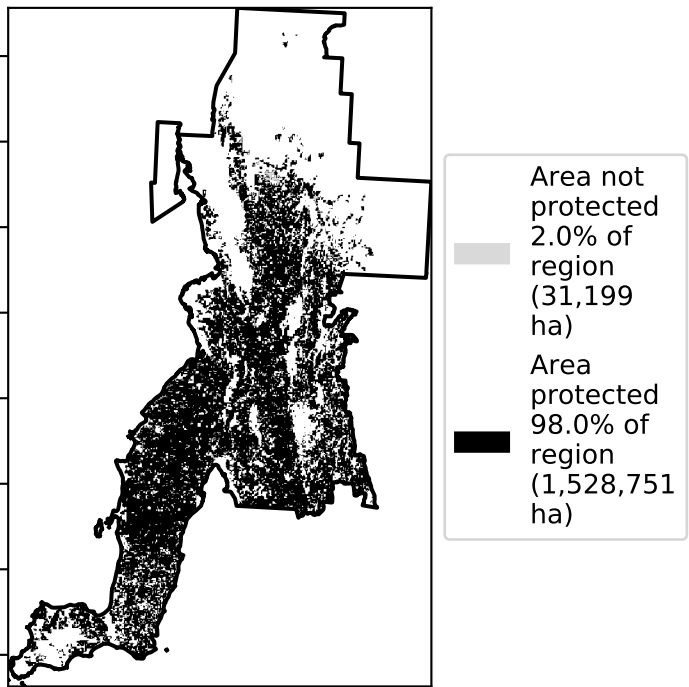 Area not
protected
2.0% of
region
(31,199
ha)
Area
protected
98.0% of
region
(1,528,751
ha)